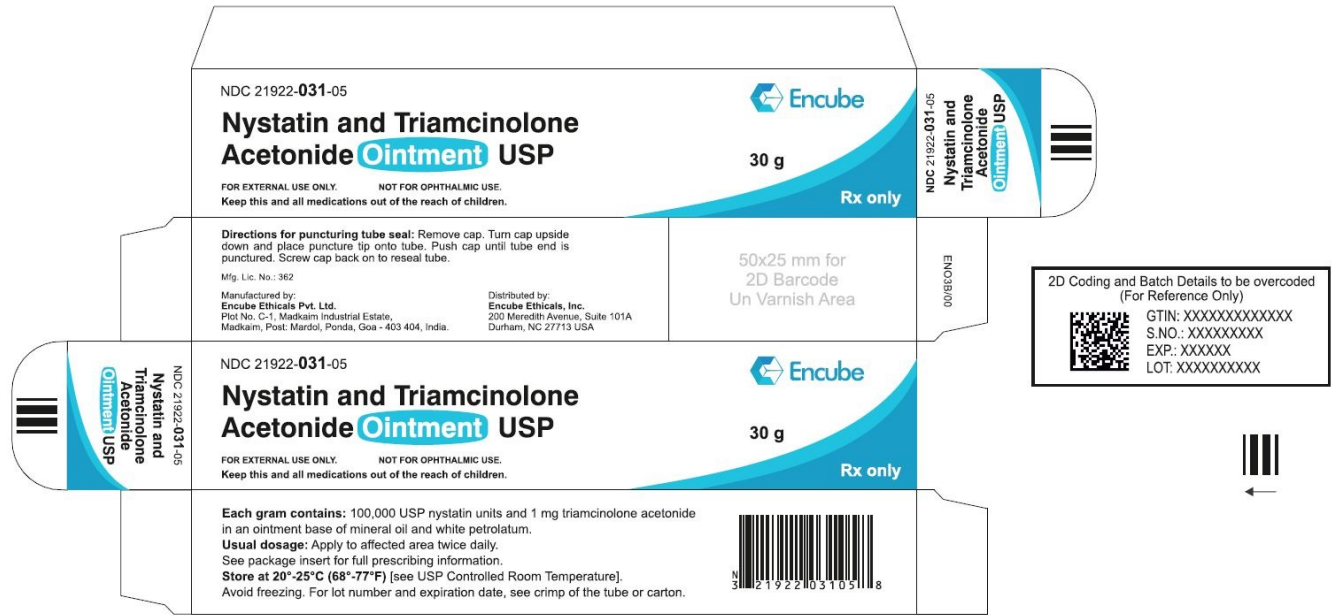 NDC 21922-031-05
Encube
Nystatin and Triamcinolone
Acetonide Ointment USP
30 g
FOR EXTERNAL USE ONLY. NOT FOR OPHTHALMIC USE.
Keep this and all medications out of the reach of children.
Rx only
NDC 21922-031-05
Nystatin and
Triamcinolone
Acetonide
Ointment USP
Directions for puncturing tube seal: Remove cap. Turn cap upside
down and place puncture tip onto tube. Push cap until tube end is
punctured. Screw cap back on to reseal tube.
Mfg. Lic. No.: 362
Manufactured by:
Encube Ethicals Pvt. Ltd.
Plot No. C-1, Madkaim Industrial Estate,
Madkaim, Post: Mardol, Ponda, Goa - 403 404, India.
Distributed by:
Encube Ethicals, Inc.
200 Meredith Avenue, Suite 101A
Durham, NC 27713 USA
50x25 mm for
2D Barcode
Un Varnish Area
ENO3B/00
2D Coding and Batch Details to be overcoded
(For Reference Only)
GTIN: XXXXXXXXXXXXX
S.NO.: XXXXXXXXX
EXP.: XXXXXX
LOT: XXXXXXXXXX
NDC 21922-031-05
Nystatin and
Triamcinolone
Acetonide
Ointment USP
NDC 21922-031-05
Encube
Nystatin and Triamcinolone
Acetonide Ointment USP
30 g
FOR EXTERNAL USE ONLY. NOT FOR OPHTHALMIC USE.
Keep this and all medications out of the reach of children.
Rx only
Each gram contains: 100,000 USP nystatin units and 1 mg triamcinolone acetonide
in an ointment base of mineral oil and white petrolatum.
Usual dosage: Apply to affected area twice daily.
See package insert for full prescribing information.
Store at 20°-25°C (68°-77°F) [see USP Controlled Room Temperature].
Avoid freezing. For lot number and expiration date, see crimp of the tube or carton.
N
3 21922 03105 8